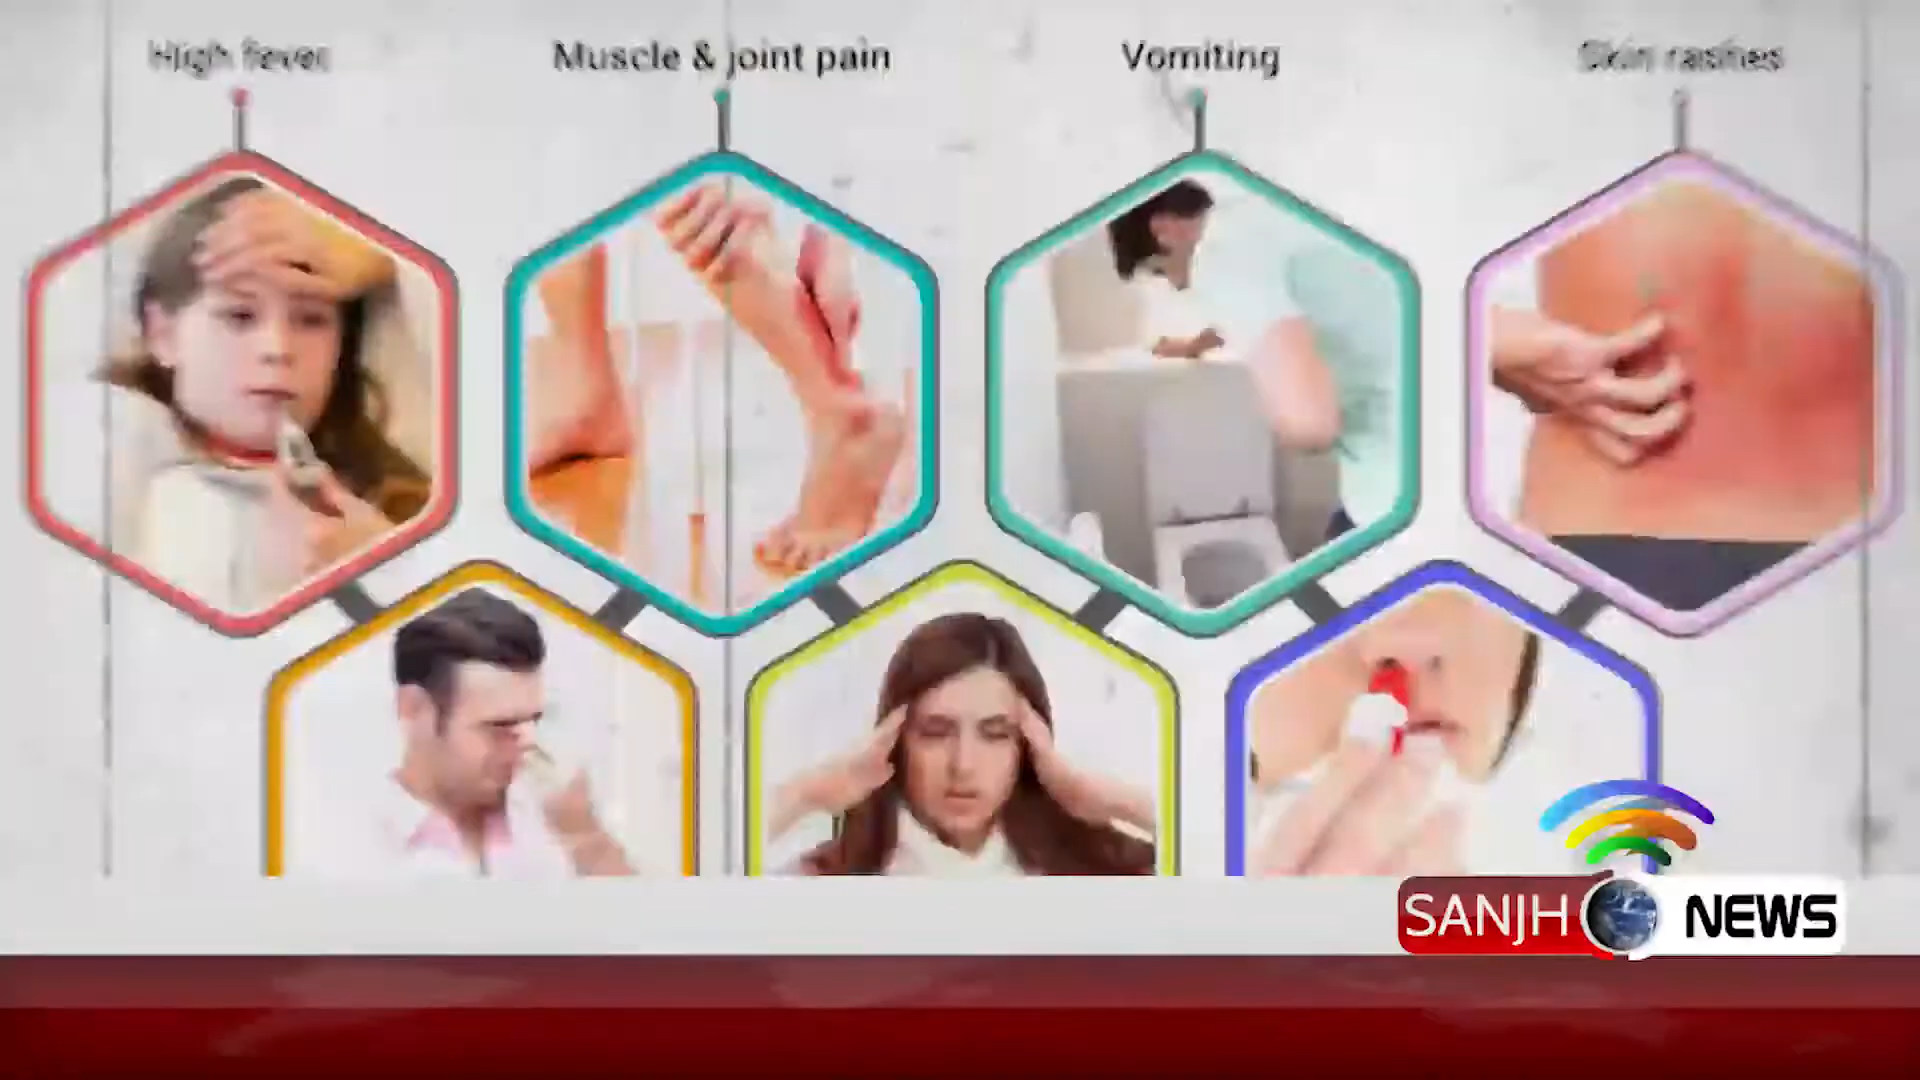 High fever
Muscle & joint pain
Vomiting
Skin rashes
SANJH NEWS